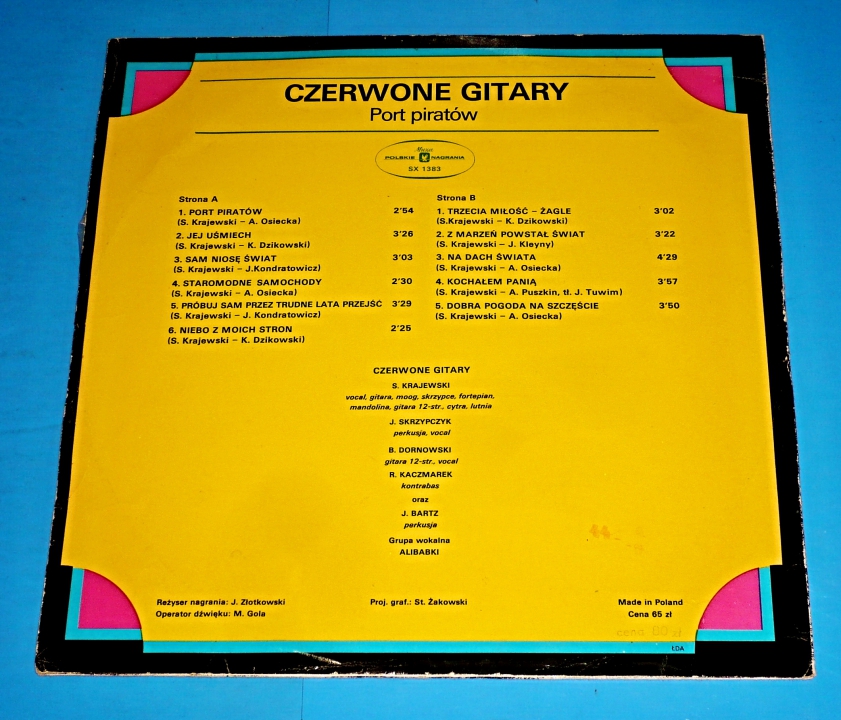 CZERWONE GITARY
Port piratów
Muza
POLSKIE NAGRANIA
SX 1383
Strona A
1. PORT PIRATÓW 2'54
(S. Krajewski – A. Osiecka)
2. JEJ UŚMIECH 3'26
(S. Krajewski – K. Dzikowski)
3. SAM NIOSĘ ŚWIAT 3'03
(S. Krajewski – J.Kondratowicz)
4. STAROMODNE SAMOCHODY 2'30
(S. Krajewski – A. Osiecka)
5. PRÓBUJ SAM PRZEZ TRUDNE LATA PRZEJŚĆ 3'29
(S. Krajewski – J. Kondratowicz)
6. NIEBO Z MOICH STRON 2'25
(S. Krajewski – K. Dzikowski)
Strona B
1. TRZECIA MIŁOŚĆ – ŻAGLE 3'02
(S.Krajewski – K. Dzikowski)
2. Z MARZEŃ POWSTAŁ ŚWIAT 3'22
(S. Krajewski – J. Kleyny)
3. NA DACH ŚWIATA 4'29
(S. Krajewski – A. Osiecka)
4. KOCHAŁEM PANIĄ 3'57
(S. Krajewski – A. Puszkin, tł. J. Tuwim)
5. DOBRA POGODA NA SZCZĘŚCIE 3'50
(S. Krajewski – A. Osiecka)
CZERWONE GITARY
S. KRAJEWSKI
vocal, gitara, moog, skrzypce, fortepian,
mandolina, gitara 12-str., cytra, lutnia
J. SKRZYPCZYK
perkusja, vocal
B. DORNOWSKI
gitara 12-str., vocal
R. KACZMAREK
kontrabas
oraz
J. BARTZ
perkusja
Grupa wokalna
ALIBABKI
Reżyser nagrania: J. Złotkowski
Operator dźwięku: M. Gola
Proj. graf.: St. Żakowski
Made in Poland
Cena 65 zł
ŁDA